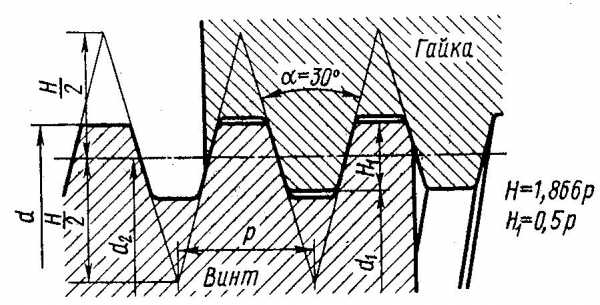 Гайка
α=30°
H/2
H₁
H=1,866p
H₁=0,5p
d
H/2
d₂
p
d₁
Винт